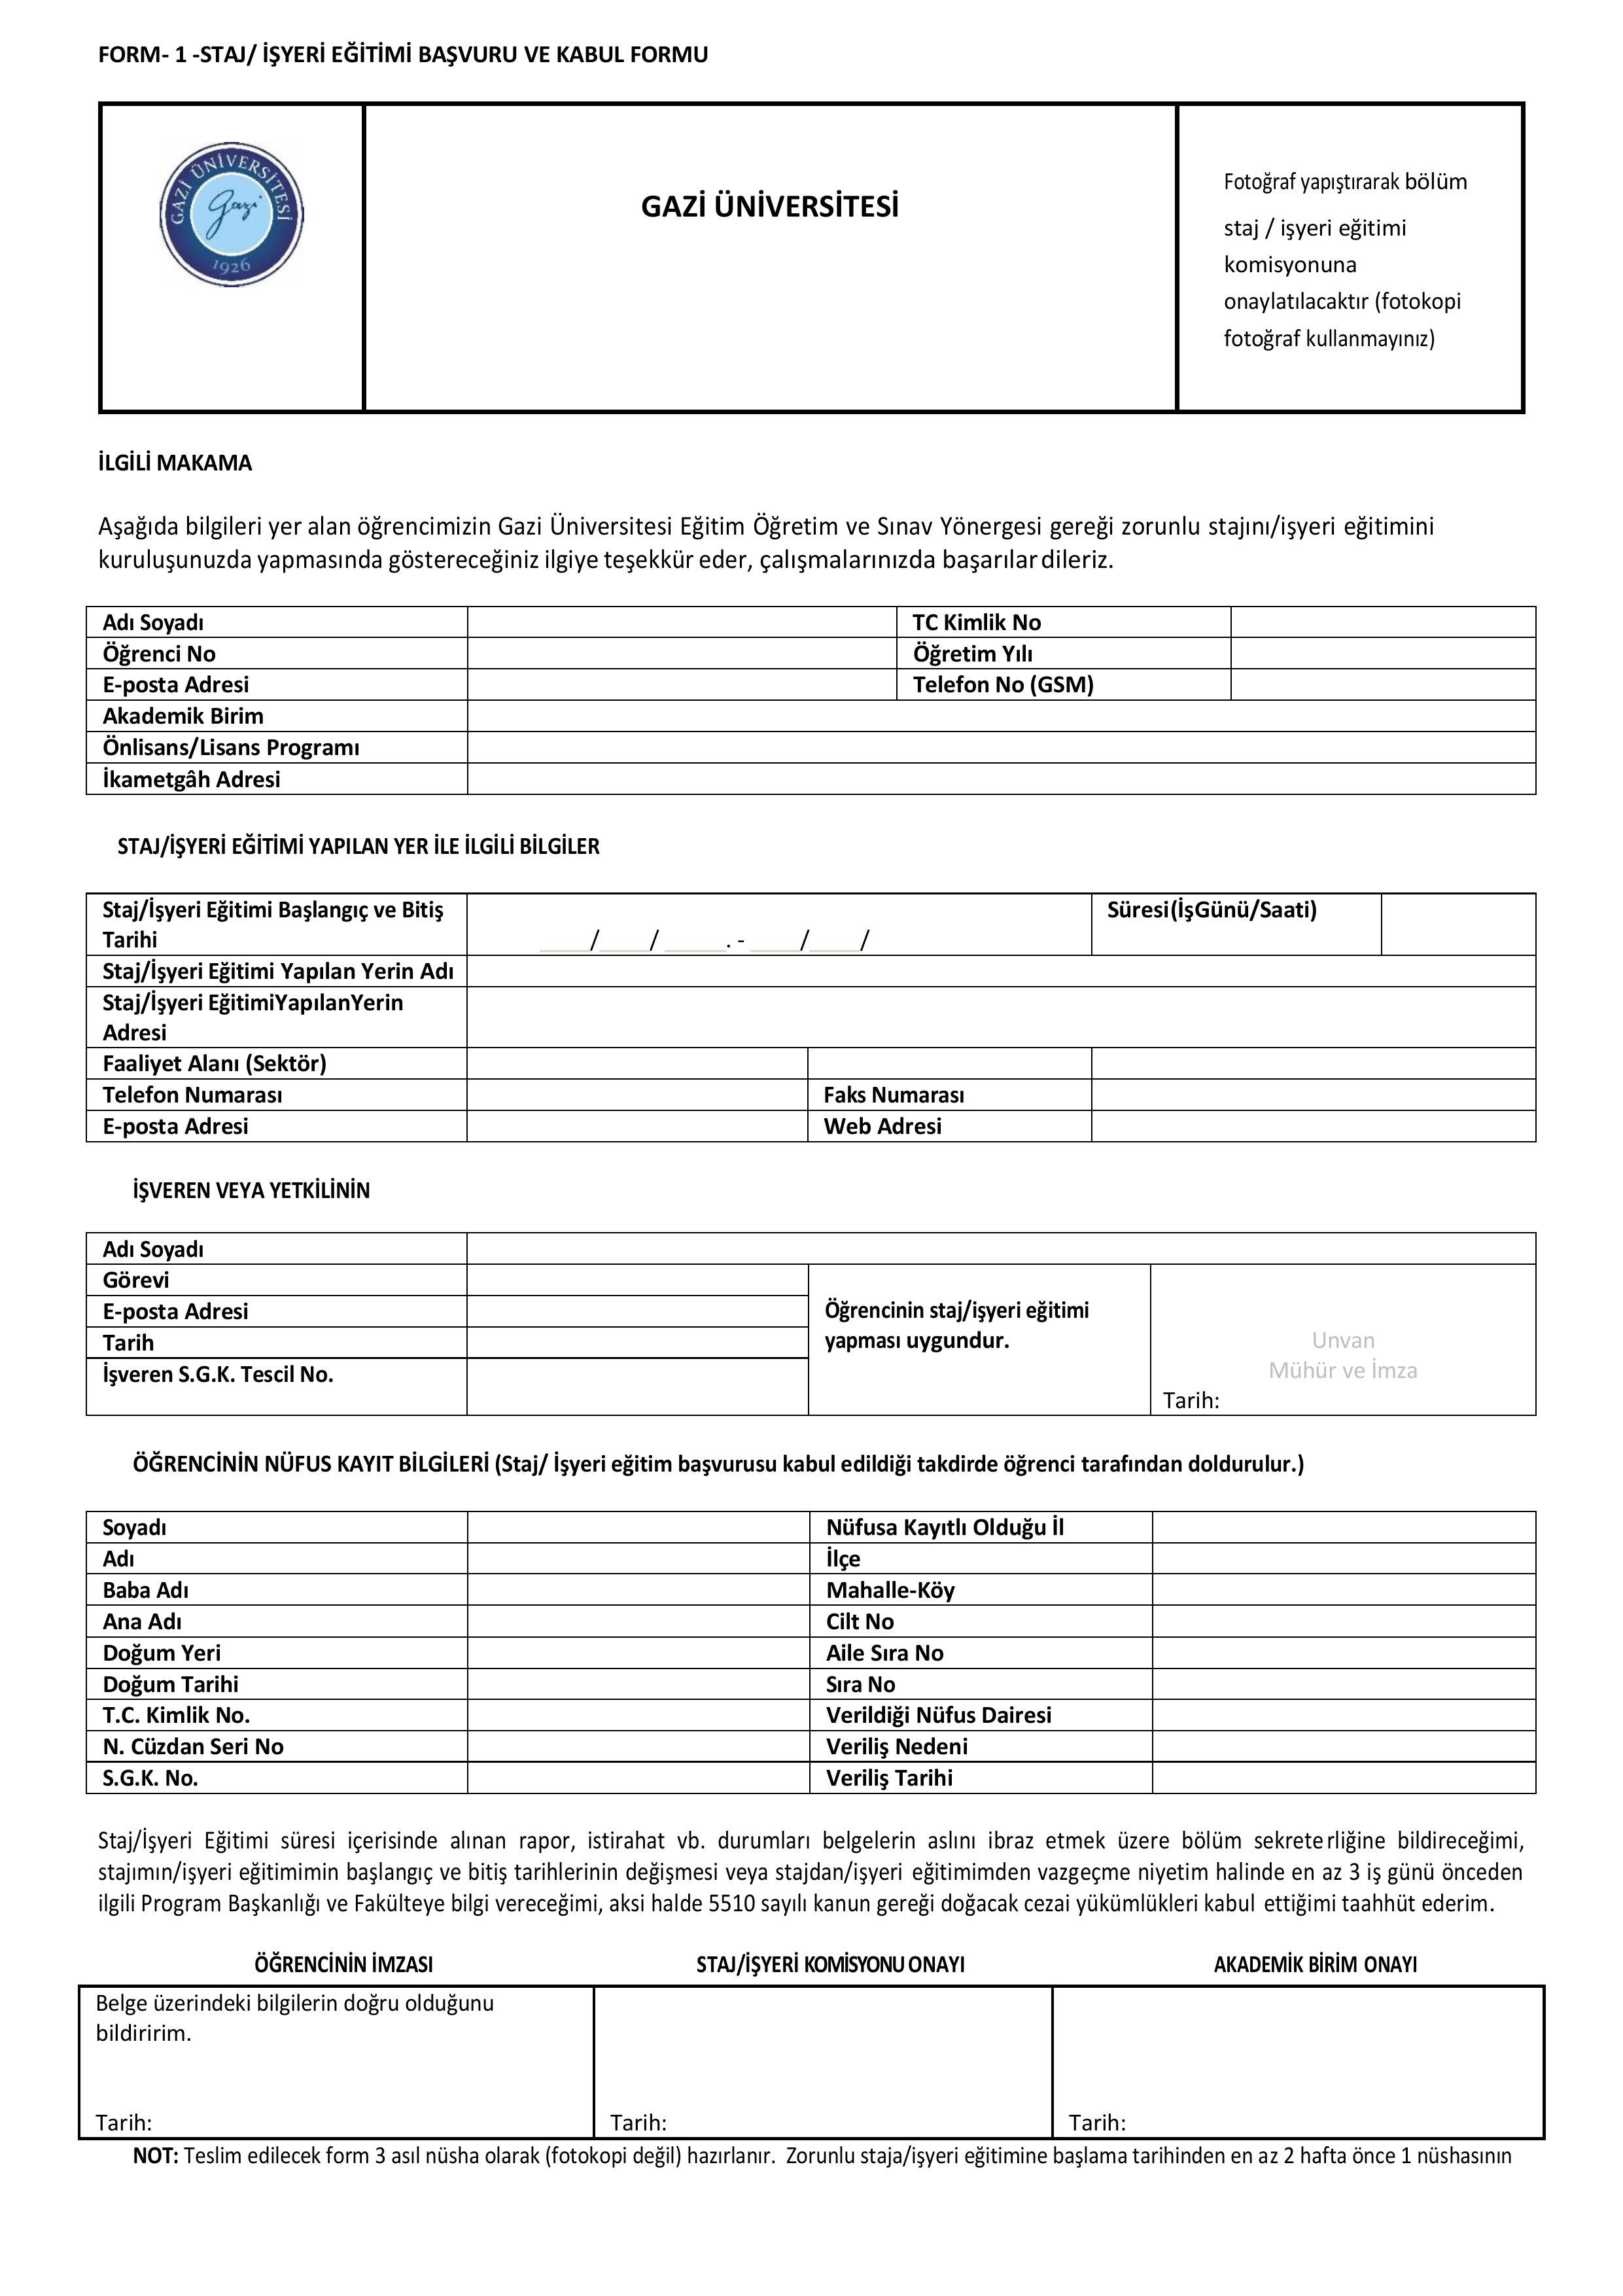 FORM- 1 -STAJ/ İŞYERİ EĞİTİMİ BAŞVURU VE KABUL FORMU
GAZİ ÜNİVERSİTESİ
Gazi
1926
GAZİ ÜNİVERSİTESİ
Fotoğraf yapıştırarak bölüm
staj / işyeri eğitimi
komisyonuna
onaylatılacaktır (fotokopi
fotoğraf kullanmayınız)
İLGİLİ MAKAMA
Aşağıda bilgileri yer alan öğrencimizin Gazi Üniversitesi Eğitim Öğretim ve Sınav Yönergesi gereği zorunlu stajını/işyeri eğitimini
kuruluşunuzda yapmasında göstereceğiniz ilgiye teşekkür eder, çalışmalarınızda başarılar dileriz.
Adı Soyadı TC Kimlik No
Öğrenci No Öğretim Yılı
E-posta Adresi Telefon No (GSM)
Akademik Birim
Önlisans/Lisans Programı
İkametgâh Adresi
STAJ/İŞYERİ EĞİTİMİ YAPILAN YER İLE İLGİLİ BİLGİLER
Staj/İşyeri Eğitimi Başlangıç ve Bitiş Süresi(İşGünü/Saati)
Tarihi ____/____/ _____. - ____/____/
Staj/İşyeri Eğitimi Yapılan Yerin Adı
Staj/İşyeri EğitimiYapılanYerin
Adresi
Faaliyet Alanı (Sektör)
Telefon Numarası Faks Numarası
E-posta Adresi Web Adresi
İŞVEREN VEYA YETKİLİNİN
Adı Soyadı
Görevi
E-posta Adresi
Tarih
İşveren S.G.K. Tescil No.
Öğrencinin staj/işyeri eğitimi
yapması uygundur.
Unvan
Mühür ve İmza
Tarih:
ÖĞRENCİNİN NÜFUS KAYIT BİLGİLERİ (Staj/ İşyeri eğitim başvurusu kabul edildiği takdirde öğrenci tarafından doldurulur.)
Soyadı Nüfusa Kayıtlı Olduğu İl
Adı İlçe
Baba Adı Mahalle-Köy
Ana Adı Cilt No
Doğum Yeri Aile Sıra No
Doğum Tarihi Sıra No
T.C. Kimlik No. Verildiği Nüfus Dairesi
N. Cüzdan Seri No Veriliş Nedeni
S.G.K. No. Veriliş Tarihi
Staj/İşyeri Eğitimi süresi içerisinde alınan rapor, istirahat vb. durumları belgelerin aslını ibraz etmek üzere bölüm sekreterliğine bildireceğimi,
stajımın/işyeri eğitimimin başlangıç ve bitiş tarihlerinin değişmesi veya stajdan/işyeri eğitimimden vazgeçme niyetim halinde en az 3 iş günü önceden
ilgili Program Başkanlığı ve Fakülteye bilgi vereceğimi, aksi halde 5510 sayılı kanun gereği doğacak cezai yükümlükleri kabul ettiğimi taahhüt ederim.
ÖĞRENCİNİN İMZASI STAJ/İŞYERİ KOMİSYONU ONAYI AKADEMİK BİRİM ONAYI
Belge üzerindeki bilgilerin doğru olduğunu
bildiririm.
Tarih: Tarih: Tarih:
NOT: Teslim edilecek form 3 asıl nüsha olarak (fotokopi değil) hazırlanır. Zorunlu staja/işyeri eğitimine başlama tarihinden en az 2 hafta önce 1 nüshasının